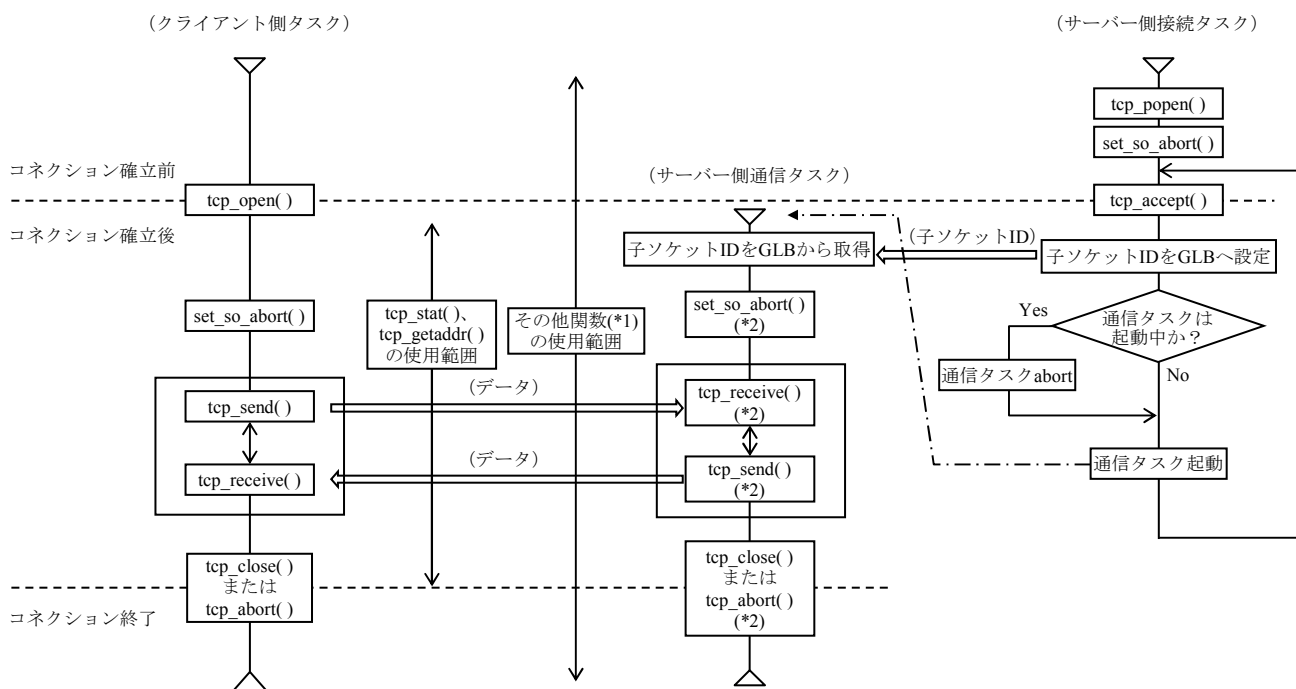 （クライアント側タスク）
（サーバー側接続タスク）
tcp_popen( )
set_so_abort( )
コネクション確立前
（サーバー側通信タスク）
tcp_open( )
tcp_accept( )
コネクション確立後
（子ソケットID）
子ソケットIDをGLBから取得
子ソケットIDをGLBへ設定
set_so_abort( )
tcp_stat( )、
tcp_getaddr( )
の使用範囲
その他関数(*1)
の使用範囲
set_so_abort( )
(*2)
Yes
通信タスクは
起動中か？
通信タスクabort
No
（データ）
tcp_send( )
tcp_receive( )
(*2)
（データ）
通信タスク起動
tcp_receive( )
tcp_send( )
(*2)
tcp_close( )
または
tcp_abort( )
tcp_close( )
または
tcp_abort( )
(*2)
コネクション終了